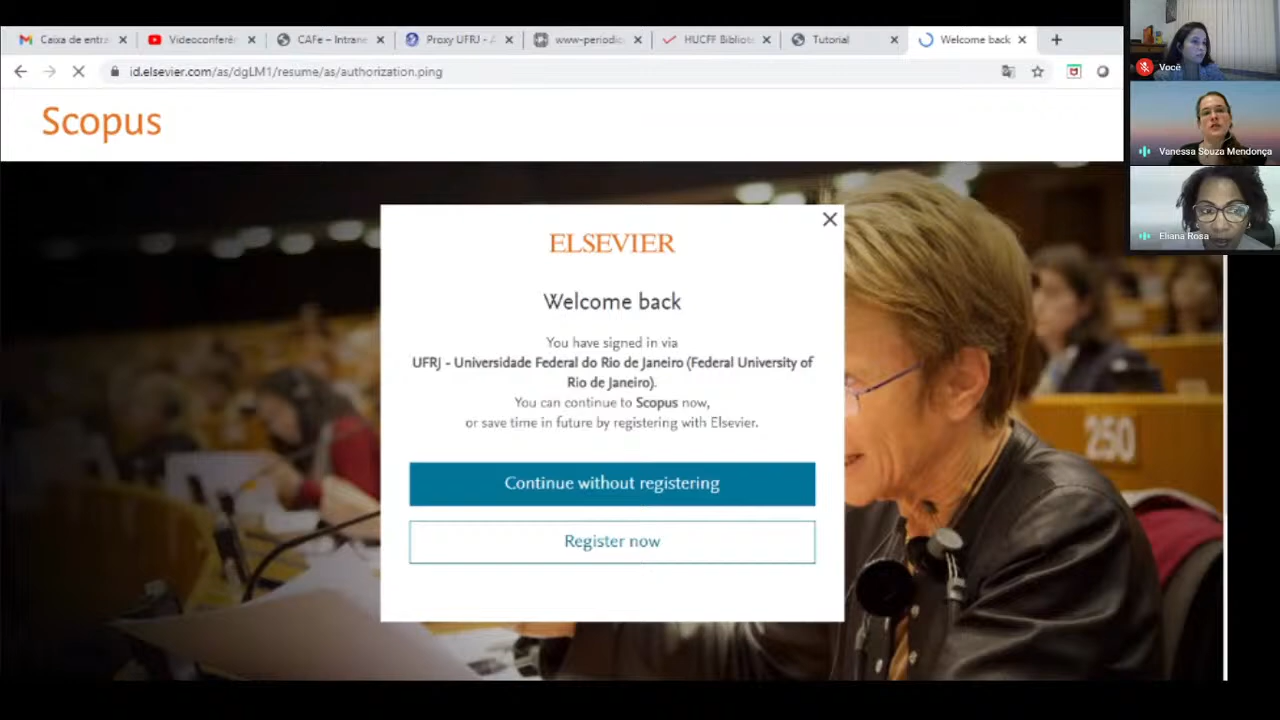 Caixa de entra
Videoconferên
CAFe – Intrane
Proxy UFRJ - A
www-periodic
HUCFF Bibliote
Tutorial
Welcome back
id.elsevier.com/as/dgLM1/resume/as/authorization.ping
Scopus
ELSEVIER
Welcome back
You have signed in via
UFRJ - Universidade Federal do Rio de Janeiro (Federal University of
Rio de Janeiro).
You can continue to Scopus now,
or save time in future by registering with Elsevier.
Continue without registering
Register now
250
Você
Vanessa Souza Mendonça
Eliana Rosa